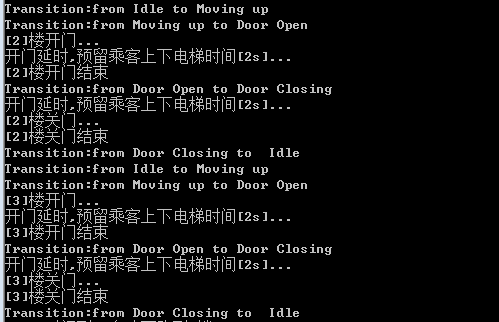 Transition:from Idle to Moving up
Transition:from Moving up to Door Open
[2]楼开门...
开门延时,预留乘客上下电梯时间[2s]...
[2]楼开门结束
Transition:from Door Open to Door Closing
开门延时,预留乘客上下电梯时间[2s]...
[2]楼关门...
[2]楼关门结束
Transition:from Door Closing to  Idle
Transition:from Idle to Moving up
Transition:from Moving up to Door Open
[3]楼开门...
开门延时,预留乘客上下电梯时间[2s]...
[3]楼开门结束
Transition:from Door Open to Door Closing
开门延时,预留乘客上下电梯时间[2s]...
[3]楼关门...
[3]楼关门结束
Transition:from Door Closing to  Idle